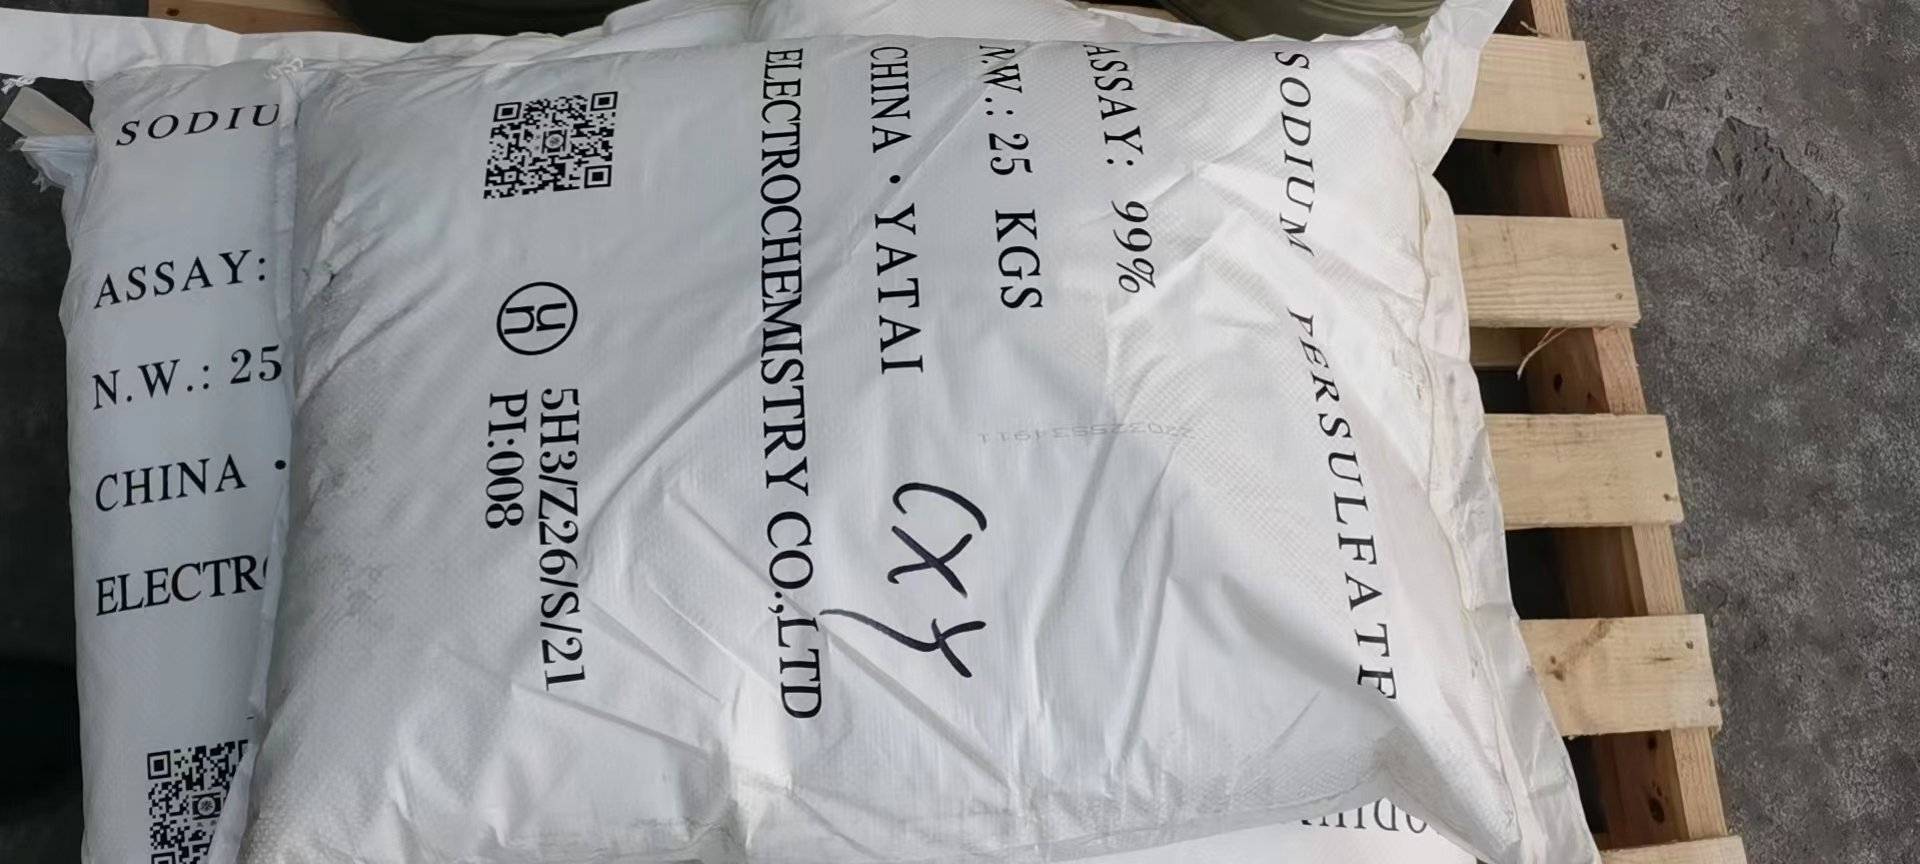 SODIUM PERSULFATE
ASSAY: 99%
N.W.: 25 KGS
CHINA · YATAI
ELECTROCHEMISTRY CO.,LTD
5H3/Z26/S/21
PI:008
CXY
SODIU
ASSAY:
N.W.: 25
CHINA ·
ELECTR